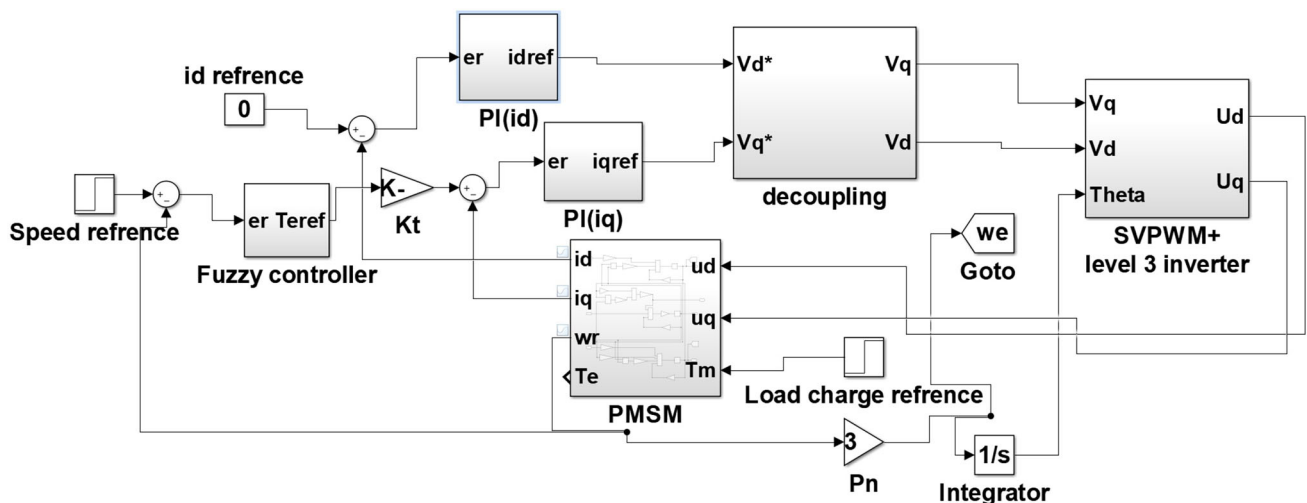 id refrence
0
+
−
er idref
PI(id)
Vd* Vq
Vq* Vd
decoupling
Vq Ud
Vd
Uq
Theta
SVPWM+
level 3 inverter
Speed refrence
+
−
er Teref
Fuzzy controller
K-
Kt
+
−
er iqref
PI(iq)
id ud
iq
uq
wr
Te Tm
PMSM
Load charge refrence
we
Goto
3
Pn
1/s
Integrator